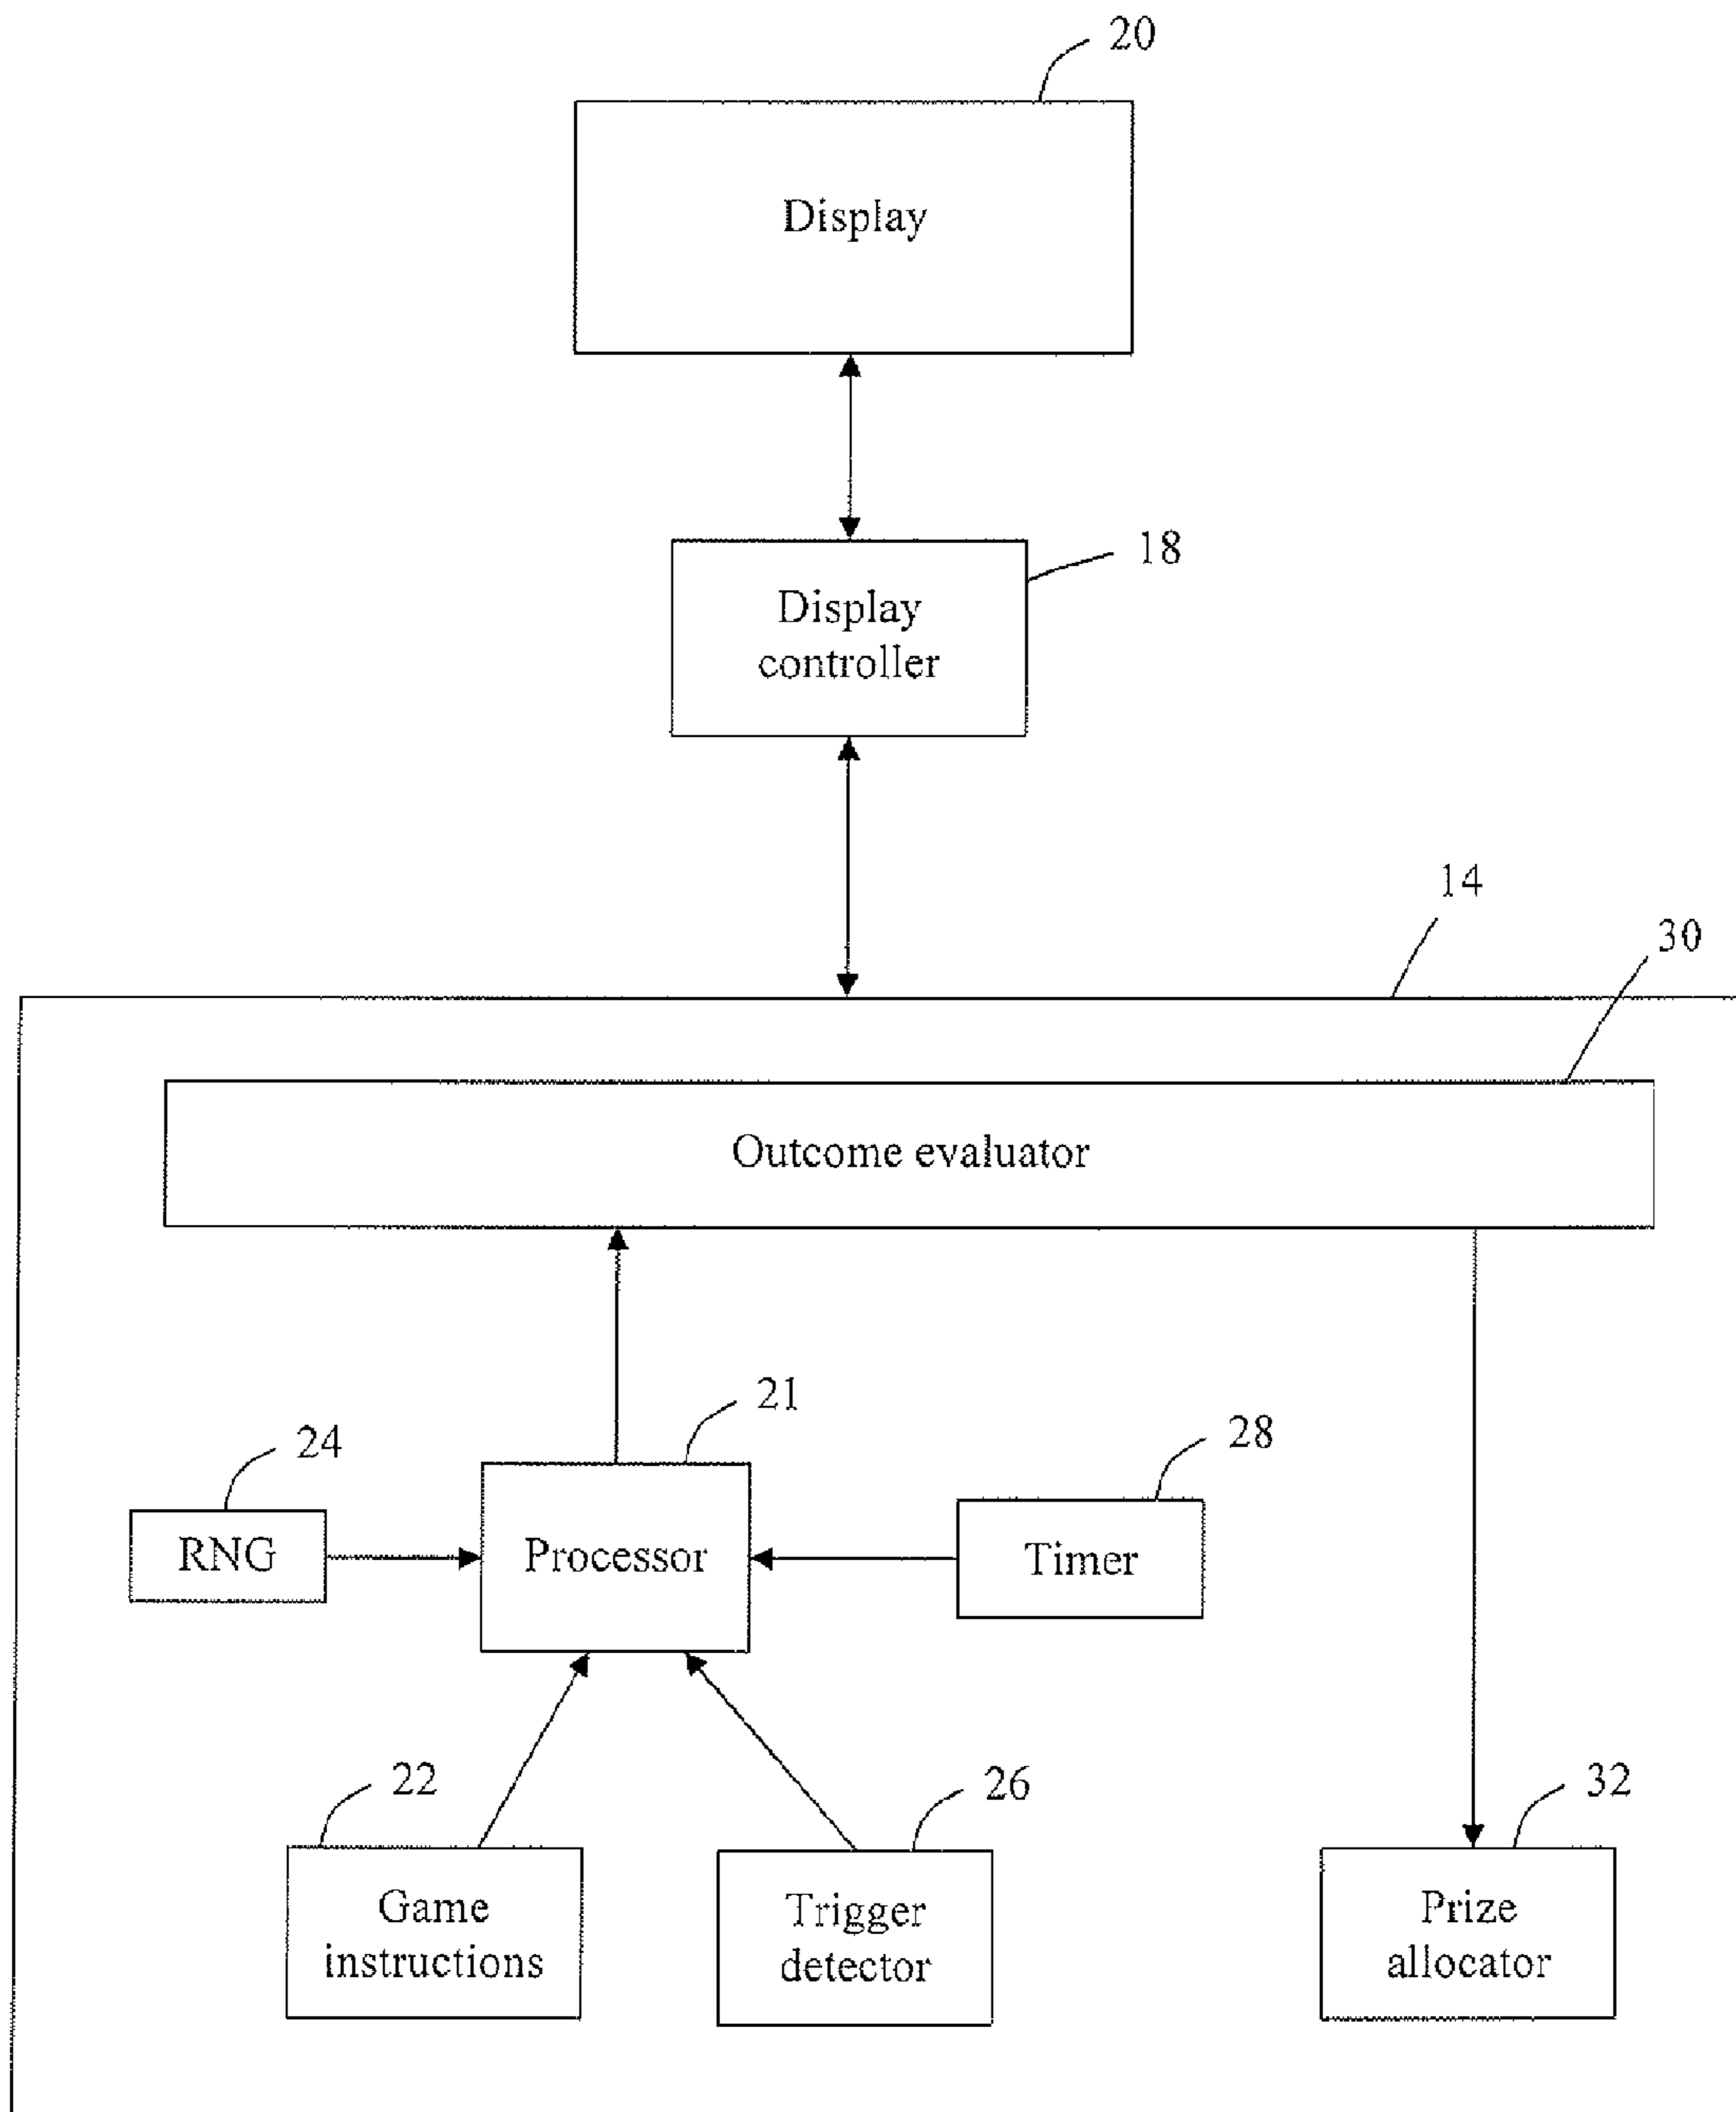 20
Display
18
Display
controller
14
30
Outcome evaluator
21
24
28
RNG
Processor
Timer
22
26
32
Game
instructions
Trigger
detector
Prize
allocator